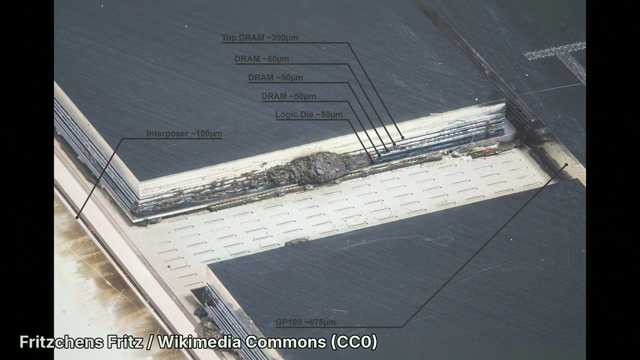 Top DRAM ~390µm
DRAM ~50µm
DRAM ~50µm
DRAM ~50µm
Logic Die ~50µm
Interposer ~100µm
GP100 ~675µm
Fritzchens Fritz / Wikimedia Commons (CC0)